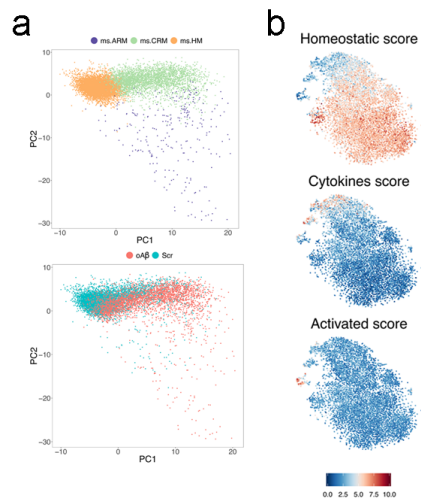 a
ms.ARM ms.CRM ms.HM
10
0
−10
−20
−30
PC2
−10 0 10 20
PC1
oAβ Scr
10
0
−10
−20
−30
PC2
−10 0 10 20
PC1
b
Homeostatic score
Cytokines score
Activated score
0.0 2.5 5.0 7.5 10.0